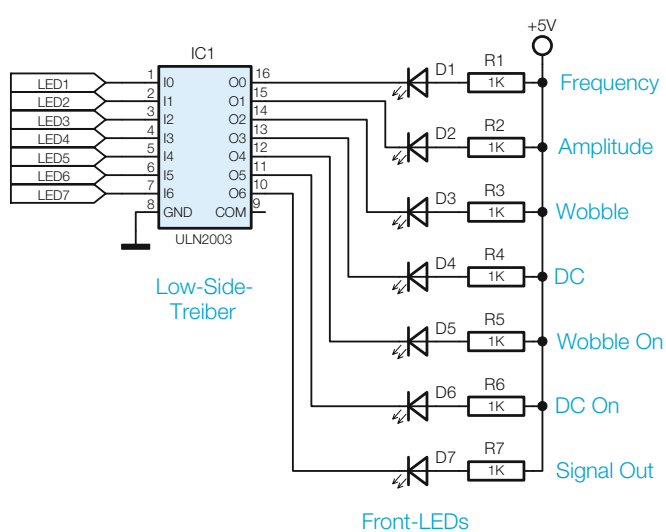 +5V
IC1
LED1
LED2
LED3
LED4
LED5
LED6
LED7
1 I0 O0 16
2 I1 O1 15
3 I2 O2 14
4 I3 O3 13
5 I4 O4 12
6 I5 O5 11
7 I6 O6 10
8 GND COM 9
ULN2003
Low-Side-
Treiber
D1 R1 1K Frequency
D2 R2 1K Amplitude
D3 R3 1K Wobble
D4 R4 1K DC
D5 R5 1K Wobble On
D6 R6 1K DC On
D7 R7 1K Signal Out
Front-LEDs